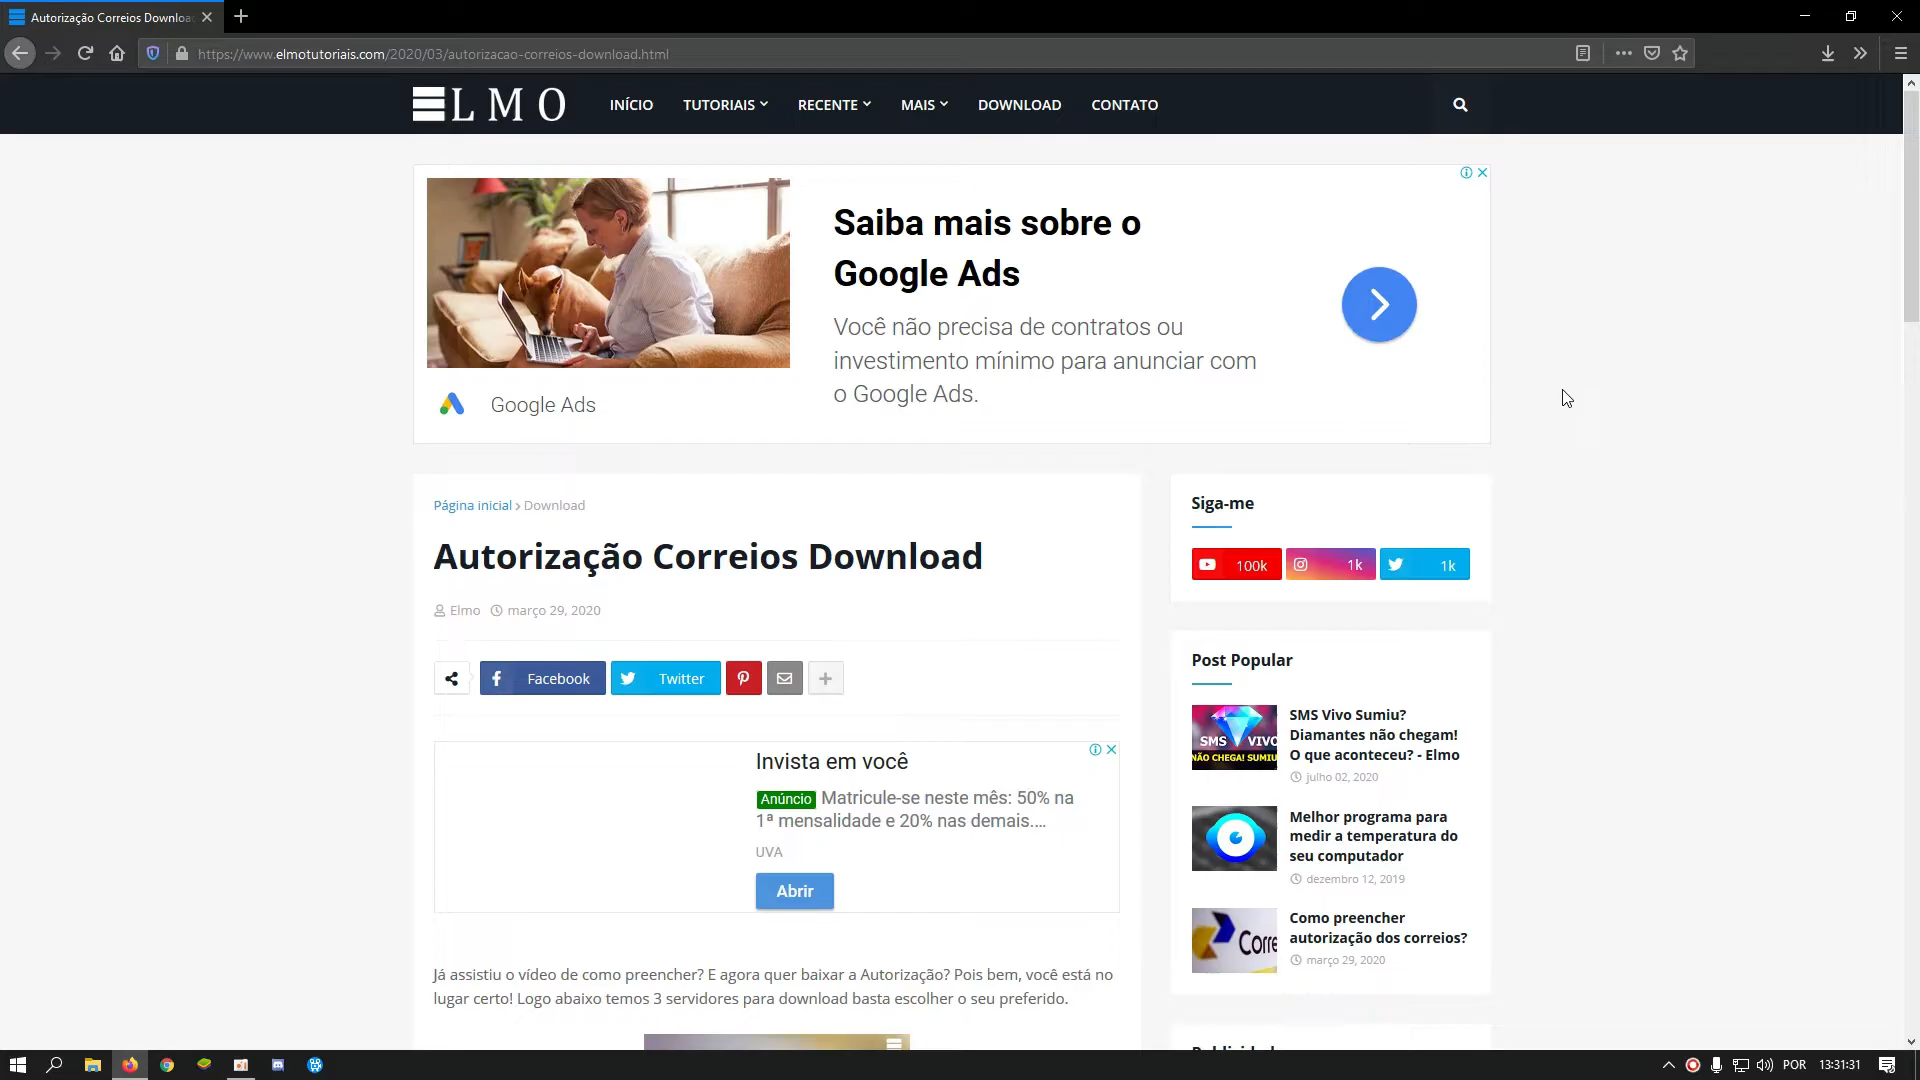 Autorização Correios Downloa
https://www.elmotutoriais.com/2020/03/autorizacao-correios-download.html
ELMO
INÍCIO
TUTORIAIS
RECENTE
MAIS
DOWNLOAD
CONTATO
Saiba mais sobre o
Google Ads
Você não precisa de contratos ou
investimento mínimo para anunciar com
o Google Ads.
Google Ads
Página inicial > Download
Autorização Correios Download
Elmo março 29, 2020
Facebook
Twitter
Invista em você
Anúncio Matricule-se neste mês: 50% na
1ª mensalidade e 20% nas demais....
UVA
Abrir
Já assistiu o vídeo de como preencher? E agora quer baixar a Autorização? Pois bem, você está no
lugar certo! Logo abaixo temos 3 servidores para download basta escolher o seu preferido.
Siga-me
100k
1k
1k
Post Popular
SMS VIVO
NÃO CHEGA! SUMIU
SMS Vivo Sumiu?
Diamantes não chegam!
O que aconteceu? - Elmo
julho 02, 2020
Melhor programa para
medir a temperatura do
seu computador
dezembro 12, 2019
Corre
Como preencher
autorização dos correios?
março 29, 2020
POR
13:31:31